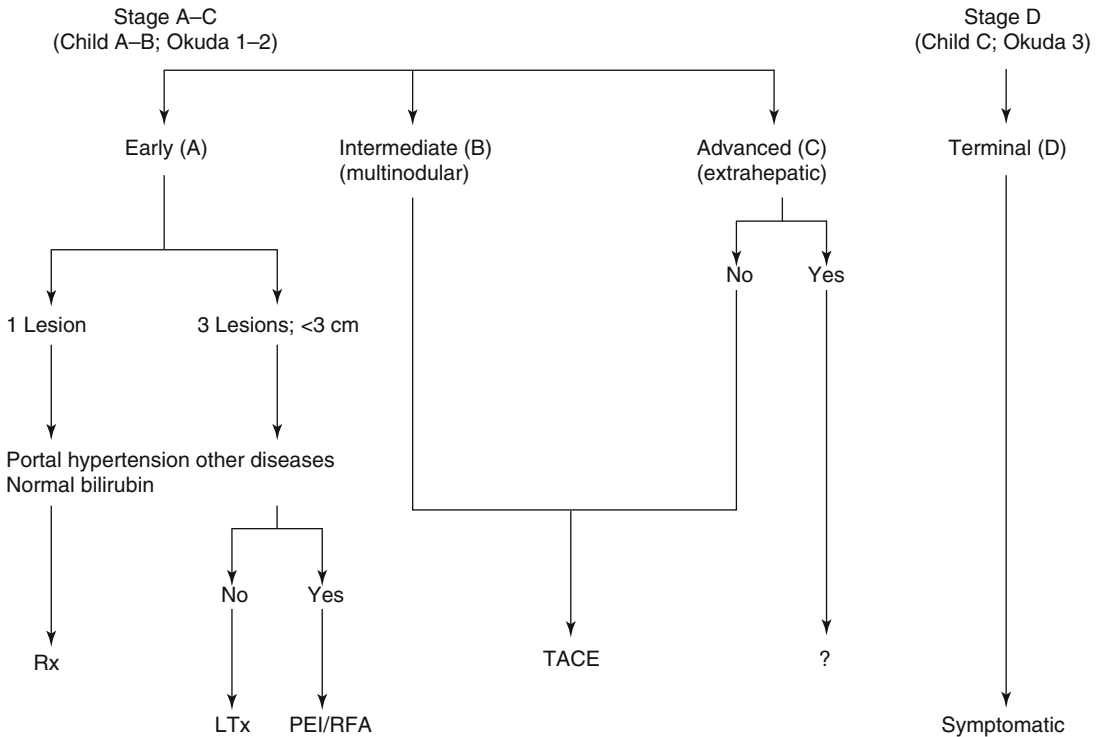 Stage A–C
(Child A–B; Okuda 1–2)
Stage D
(Child C; Okuda 3)
Early (A)
Intermediate (B)
(multinodular)
Advanced (C)
(extrahepatic)
Terminal (D)
No
Yes
1 Lesion
3 Lesions; <3 cm
Portal hypertension other diseases
Normal bilirubin
No
Yes
Rx
TACE
?
LTx
PEI/RFA
Symptomatic